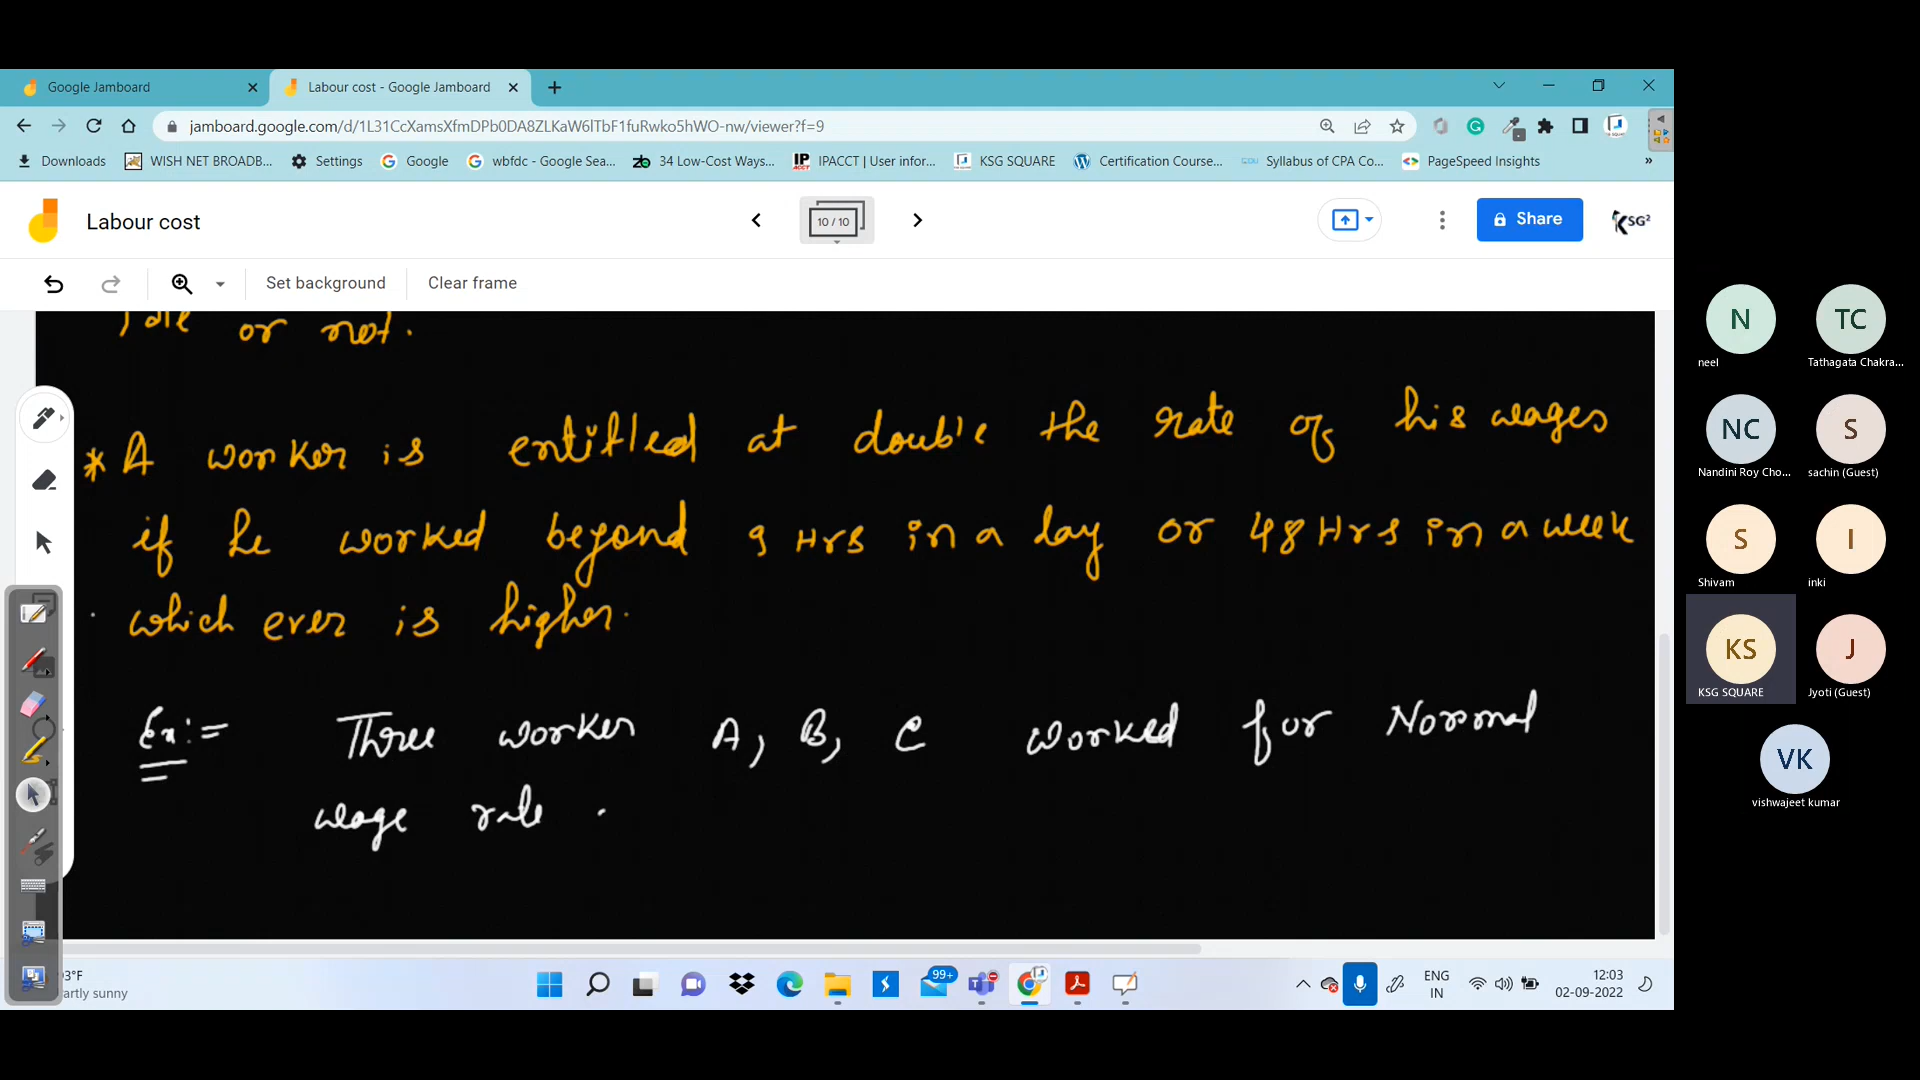 Google Jamboard
Labour cost - Google Jamboard
jamboard.google.com/d/1L31CcXamsXfmDPb0DA8ZLKaW6lTbF1fuRwko5hWO-nw/viewer?f=9
Downloads WISH NET BROADB... Settings Google wbfdc - Google Sea... 34 Low-Cost Ways... IPACCT | User infor... KSG SQUARE Certification Course... Syllabus of CPA Co... PageSpeed Insights »
Labour cost
10 / 10
Share
KSG²
Set background Clear frame
or not.
* A worker is entitled at double the rate of his wages
if he worked beyond 9 Hrs in a day or 48 Hrs in a week
which ever is higher.
Ex:= Three worker A, B, C worked for Normal
wage rate .
N
neel
TC
Tathagata Chakra...
NC
Nandini Roy Cho...
S
sachin (Guest)
S
Shivam
I
inki
KS
KSG SQUARE
J
Jyoti (Guest)
VK
vishwajeet kumar
93°F
artly sunny
99+
ENG
IN
12:03
02-09-2022